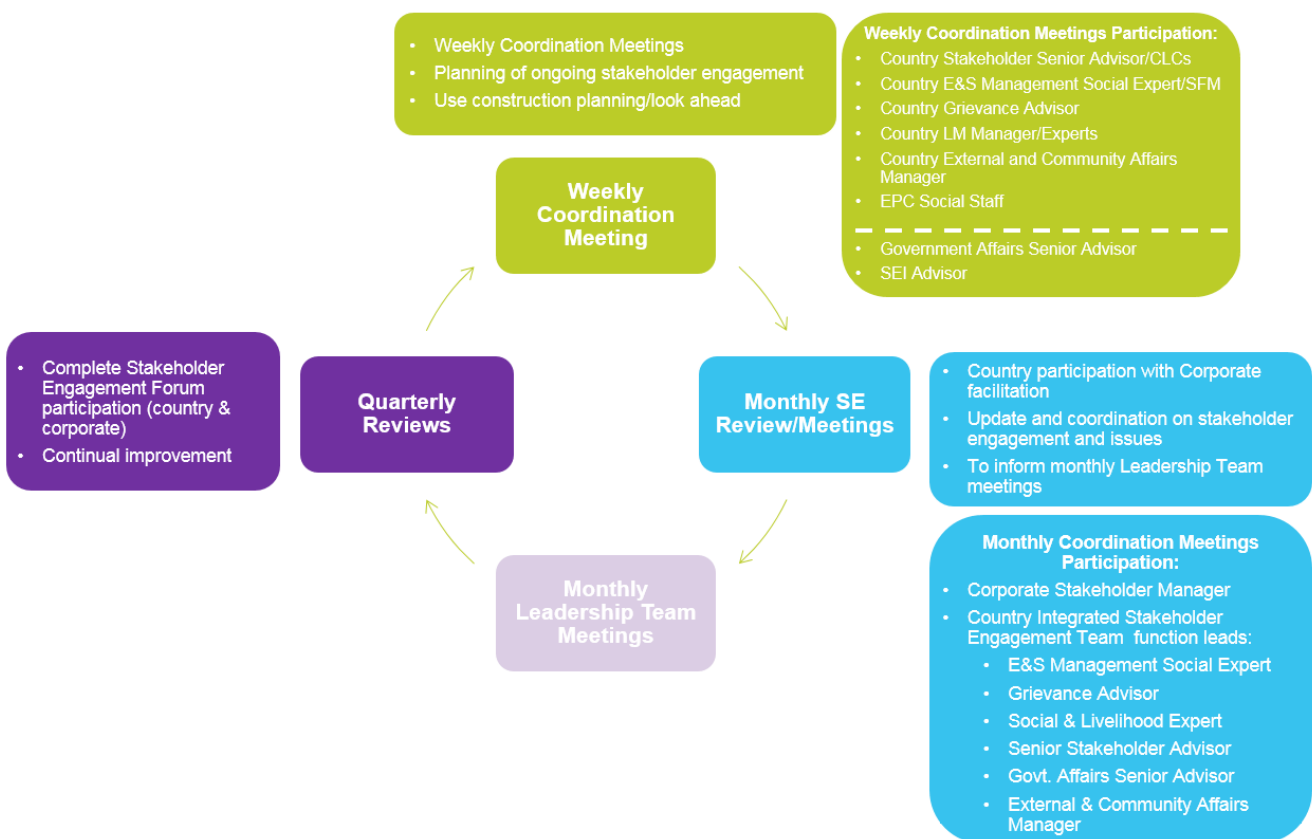 • Weekly Coordination Meetings
• Planning of ongoing stakeholder engagement
• Use construction planning/look ahead
Weekly Coordination Meetings Participation:
• Country Stakeholder Senior Advisor/CLCs
• Country E&S Management Social Expert/SFM
• Country Grievance Advisor
• Country LM Manager/Experts
• Country External and Community Affairs
Manager
• EPC Social Staff
• Government Affairs Senior Advisor
• SEI Advisor
Weekly
Coordination
Meeting
• Complete Stakeholder
Engagement Forum
participation (country &
corporate)
• Continual improvement
Quarterly
Reviews
Monthly SE
Review/Meetings
• Country participation with Corporate
facilitation
• Update and coordination on stakeholder
engagement and issues
• To inform monthly Leadership Team
meetings
Monthly
Leadership Team
Meetings
Monthly Coordination Meetings
Participation:
• Corporate Stakeholder Manager
• Country Integrated Stakeholder
Engagement Team function leads:
• E&S Management Social Expert
• Grievance Advisor
• Social & Livelihood Expert
• Senior Stakeholder Advisor
• Govt. Affairs Senior Advisor
• External & Community Affairs
Manager